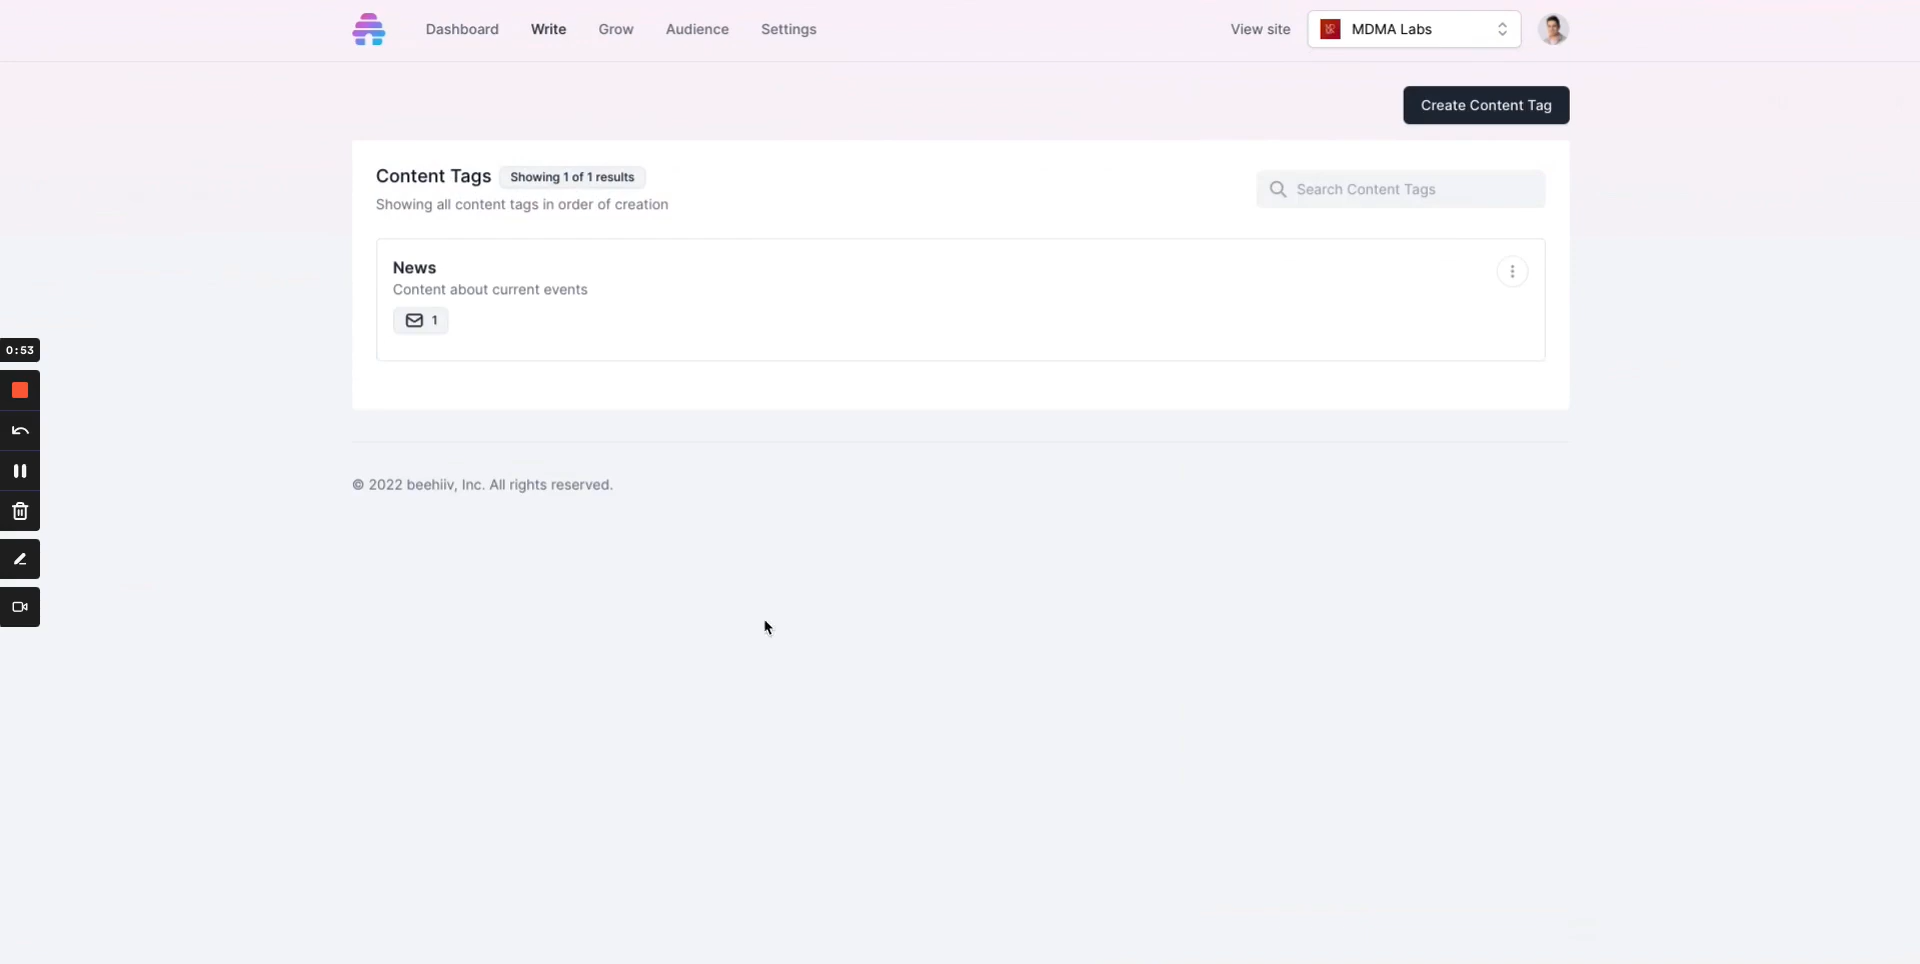 Dashboard Write Grow Audience Settings View site MDMA Labs
Create Content Tag
Content Tags Showing 1 of 1 results
Showing all content tags in order of creation
Search Content Tags
News
Content about current events
1
0:53
© 2022 beehiiv, Inc. All rights reserved.